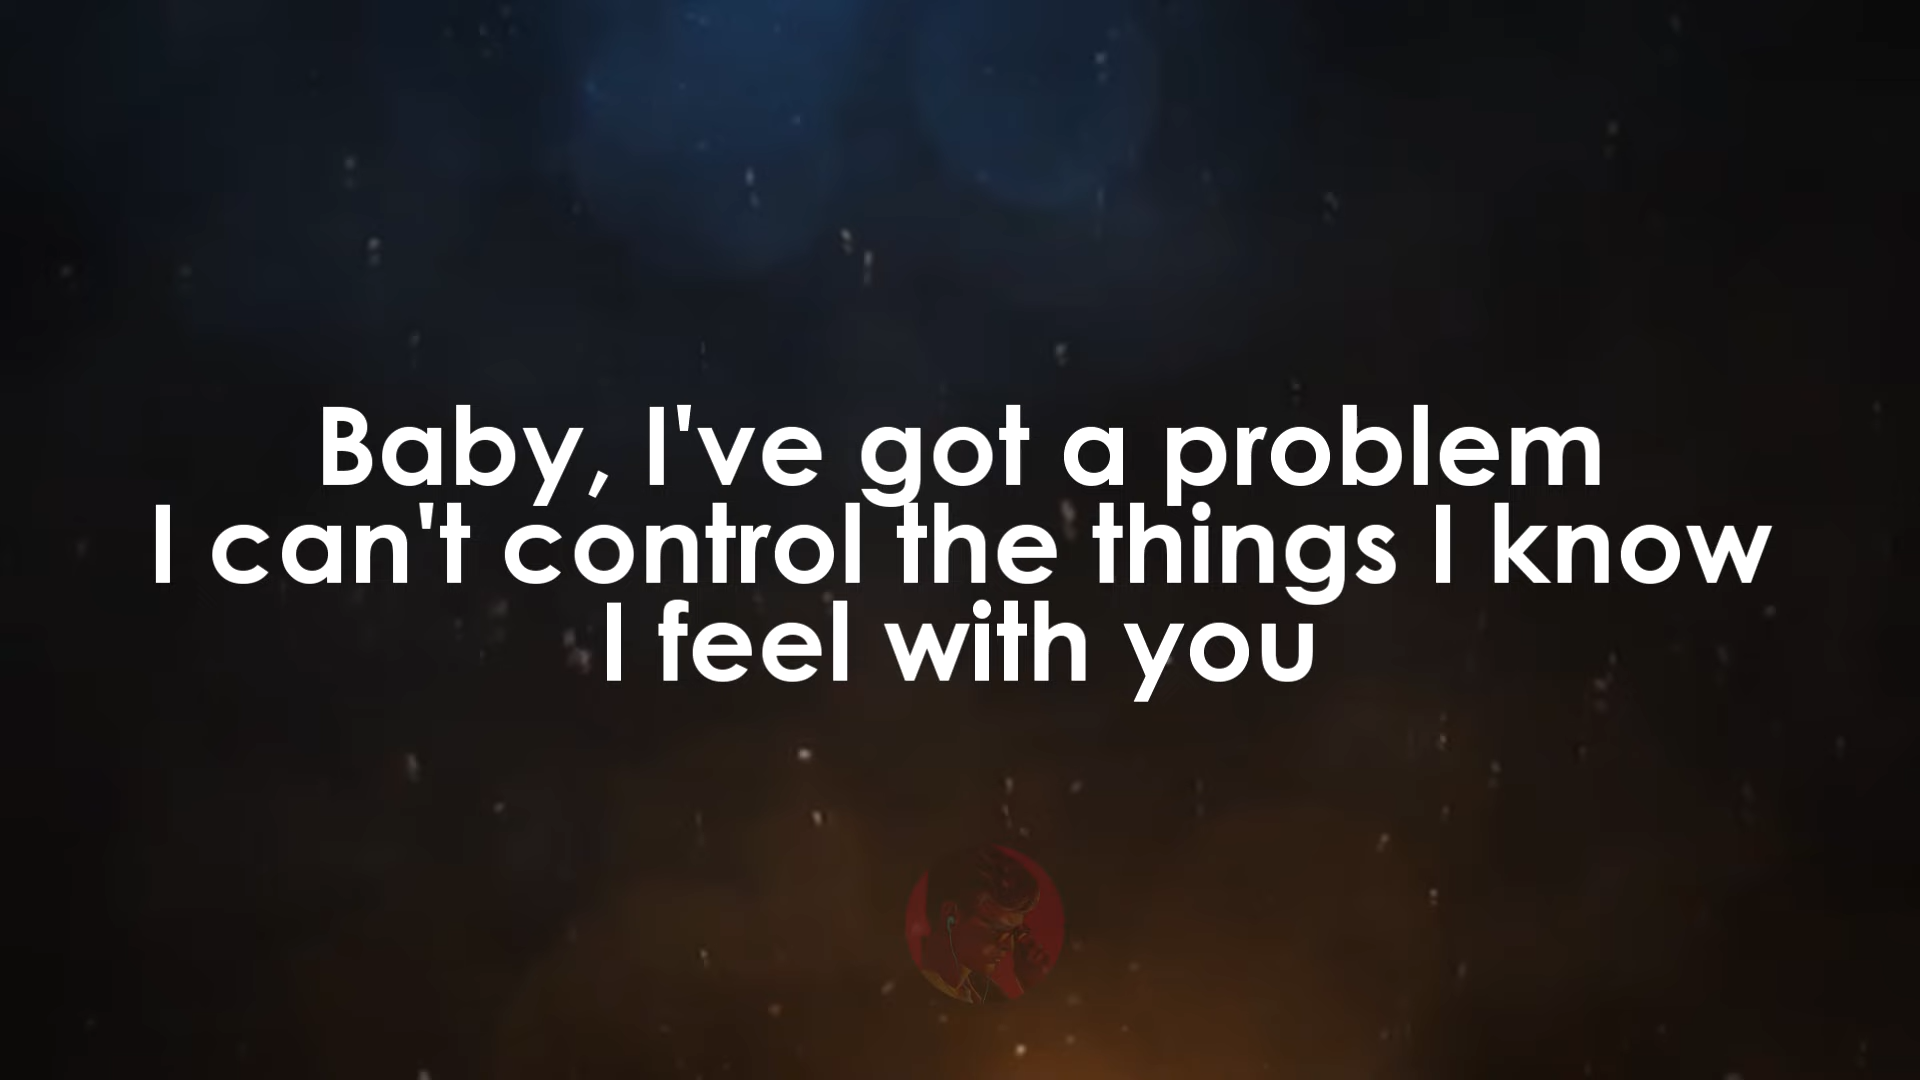 Baby, I've got a problem
I can't control the things I know
I feel with you